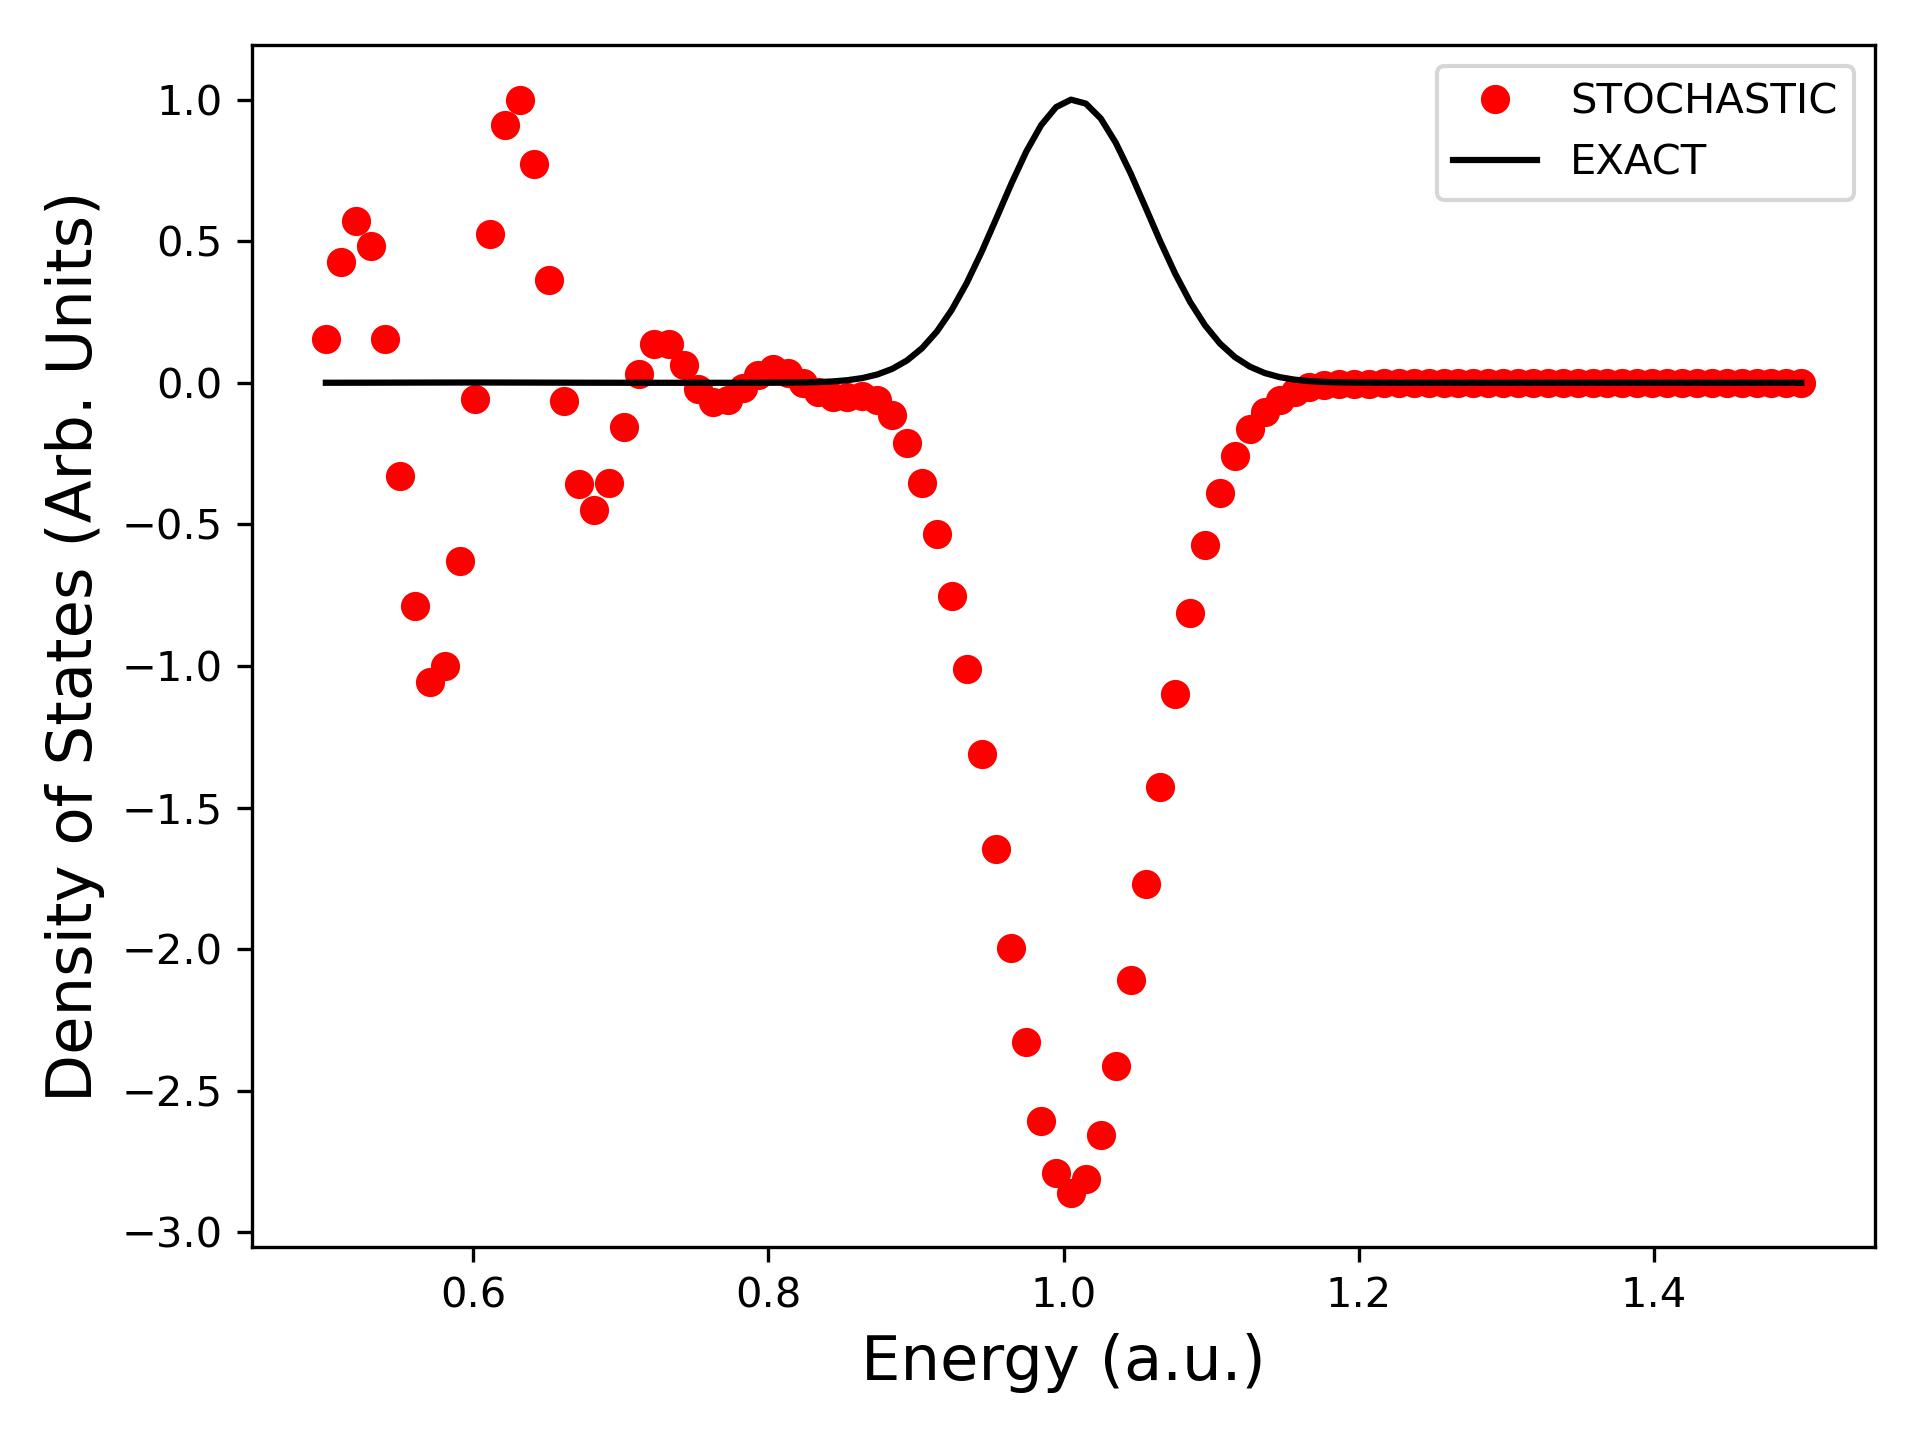 STOCHASTIC
EXACT
Density of States (Arb. Units)
1.0
0.5
0.0
−0.5
−1.0
−1.5
−2.0
−2.5
−3.0
0.6 0.8 1.0 1.2 1.4
Energy (a.u.)